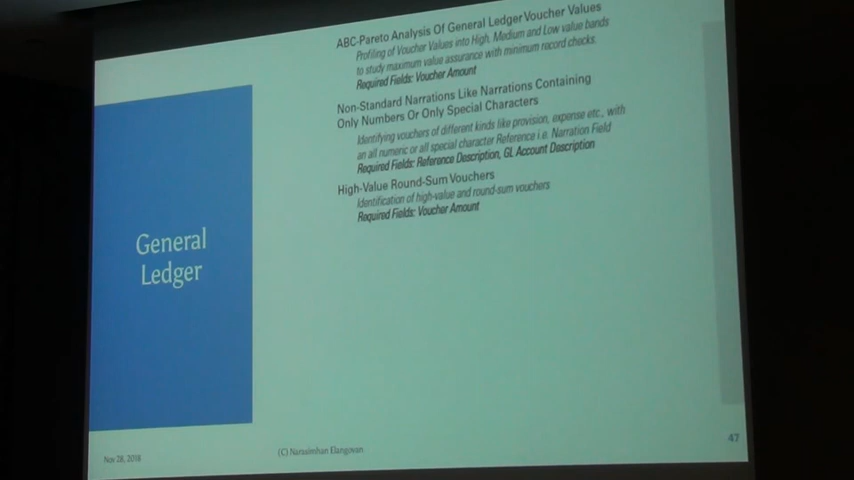 ABC-Pareto Analysis Of General Ledger Voucher Values
Profiling of Voucher Values into High, Medium and Low value bands
to study maximum value assurance with minimum record checks.
Required Fields: Voucher Amount
Non-Standard Narrations Like Narrations Containing
Only Numbers Or Only Special Characters
Identifying vouchers of different kinds like provision, expense etc., with
an all numeric or all special character Reference i.e. Narration Field
Required Fields: Reference Description, GL Account Description
High-Value Round-Sum Vouchers
Identification of high-value and round-sum vouchers
Required Fields: Voucher Amount
General
Ledger
Nov 28, 2018
(C) Narasimhan Elangovan
47